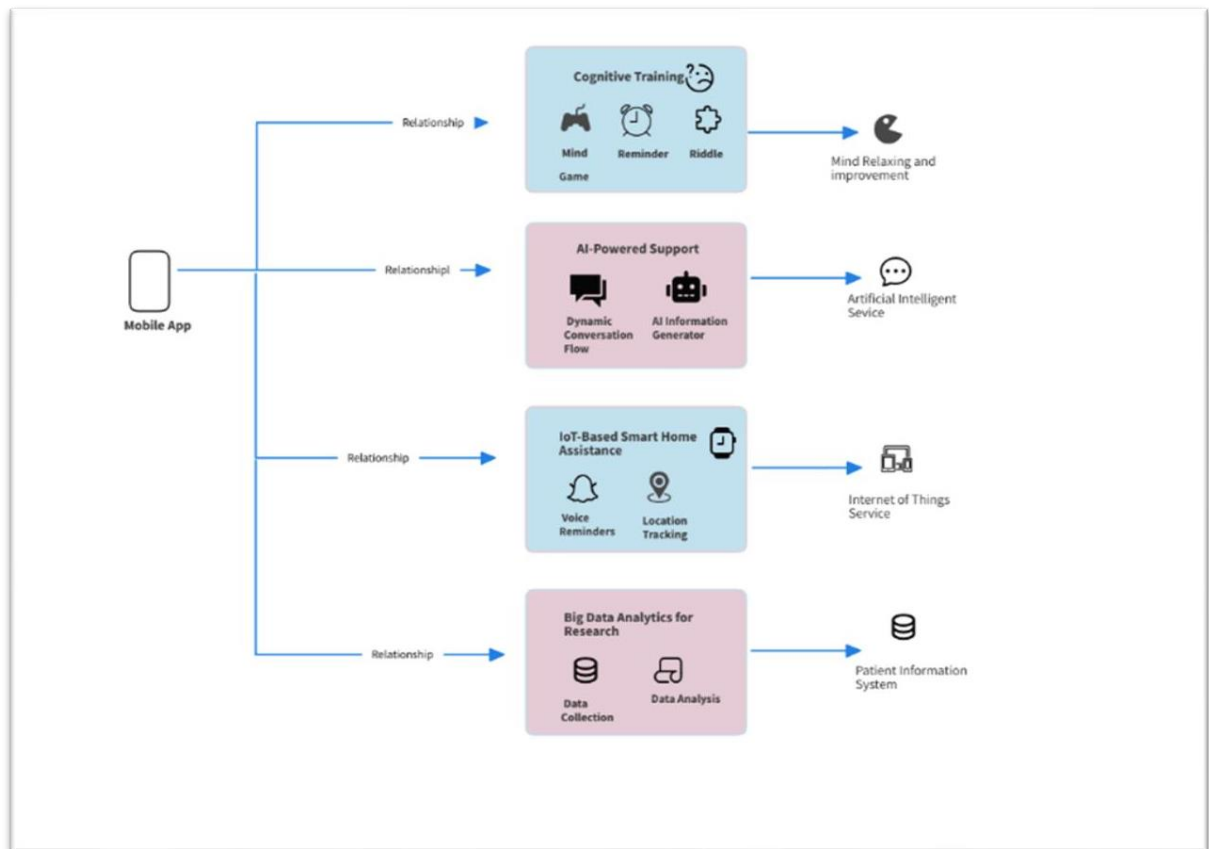 Cognitive Training
Relationship
Mind
Game
Reminder
Riddle
Mind Relaxing and
improvement
Mobile App
Relationshipl
AI-Powered Support
Dynamic
Conversation
Flow
AI Information
Generator
Artificial Intelligent
Sevice
Relationship
IoT-Based Smart Home
Assistance
Voice
Reminders
Location
Tracking
Internet of Things
Service
Relationship
Big Data Analytics for
Research
Data
Collection
Data Analysis
Patient Information
System